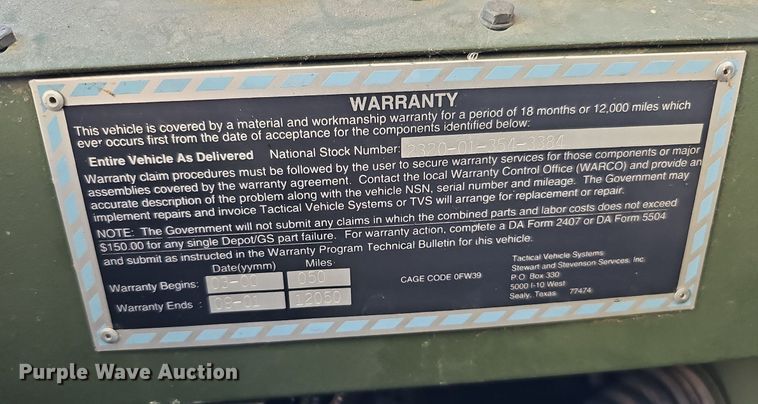 WARRANTY
This vehicle is covered by a material and workmanship warranty for a period of 18 months or 12,000 miles which
ever occurs first from the date of acceptance for the components identified below:
Entire Vehicle As Delivered National Stock Number: 2320-01-354-3384
Warranty claim procedures must be followed by the user to secure warranty services for those components or major
assemblies covered by the warranty agreement. Contact the local Warranty Control Office (WARCO) and provide an
accurate description of the problem along with the vehicle NSN, serial number and mileage. The Government may
implement repairs and invoice Tactical Vehicle Systems or TVS will arrange for replacement or repair.
NOTE: The Government will not submit any claims in which the combined parts and labor costs does not exceed
$150.00 for any single Depot/GS part failure. For warranty action, complete a DA Form 2407 or DA Form 5504
and submit as instructed in the Warranty Program Technical Bulletin for this vehicle.
Date(yymm) Miles
Warranty Begins: 050
Warranty Ends : 12050
CAGE CODE 0FW39
Tactical Vehicle Systems
Stewart and Stevenson Services, Inc.
P.O. Box 330
5000 I-10 West
Sealy, Texas 77474
Purple Wave Auction